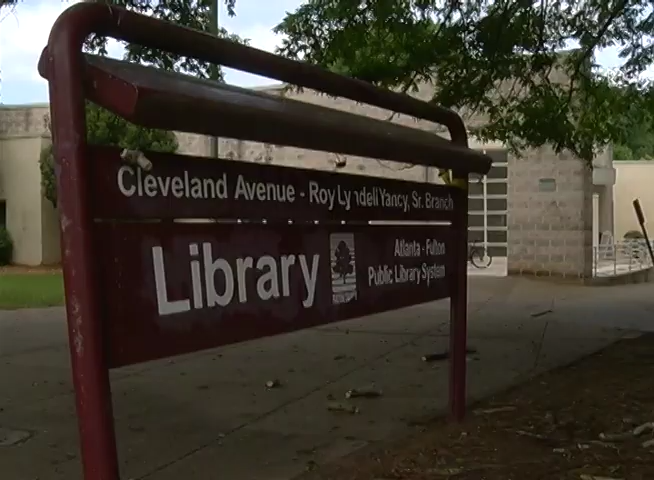 Cleveland Avenue - Roy Lyndell Yancy, Sr. Branch
Library
Atlanta - Fulton
Public Library System